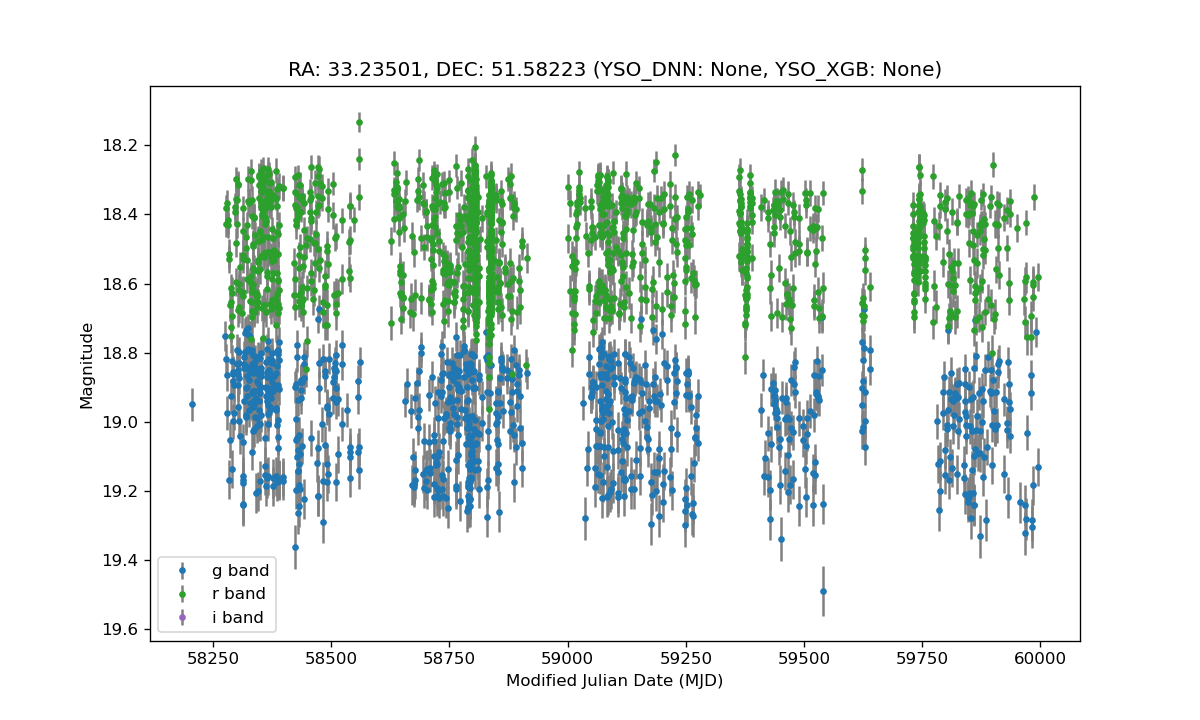 RA: 33.23501, DEC: 51.58223 (YSO_DNN: None, YSO_XGB: None)
18.2
18.4
18.6
18.8
19.0
19.2
19.4
19.6
Magnitude
g band
r band
i band
58250 58500 58750 59000 59250 59500 59750 60000
Modified Julian Date (MJD)